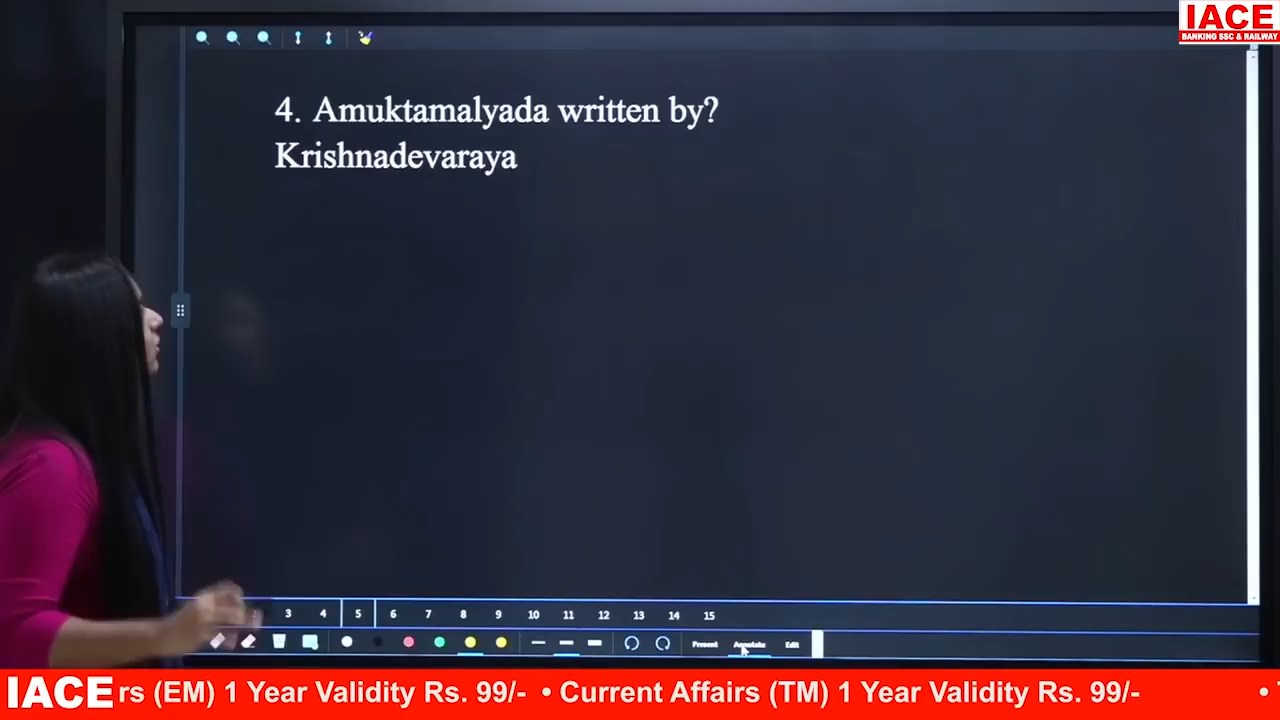 IACE
BANKING SSC & RAILWAY
4. Amuktamalyada written by?
Krishnadevaraya
3 4 5 6 7 8 9 10 11 12 13 14 15
Present Annotate Edit
IACE rs (EM) 1 Year Validity Rs. 99/- • Current Affairs (TM) 1 Year Validity Rs. 99/- •